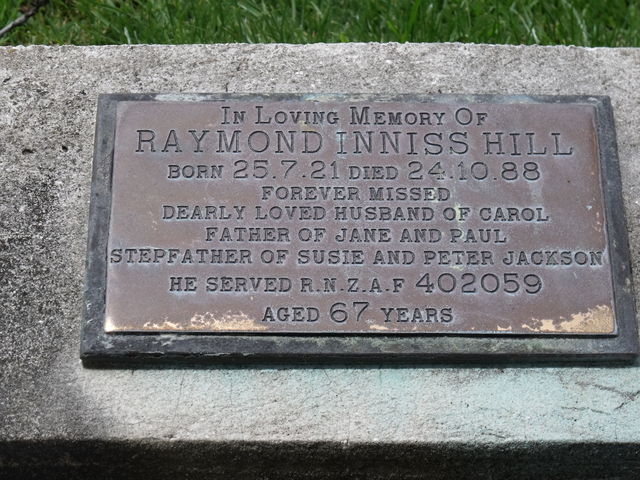 In Loving Memory Of
RAYMOND INNISS HILL
BORN 25.7.21 DIED 24.10.88
FOREVER MISSED
DEARLY LOVED HUSBAND OF CAROL
FATHER OF JANE AND PAUL
STEPFATHER OF SUSIE AND PETER JACKSON
HE SERVED R.N.Z.A.F 402059
AGED 67 YEARS